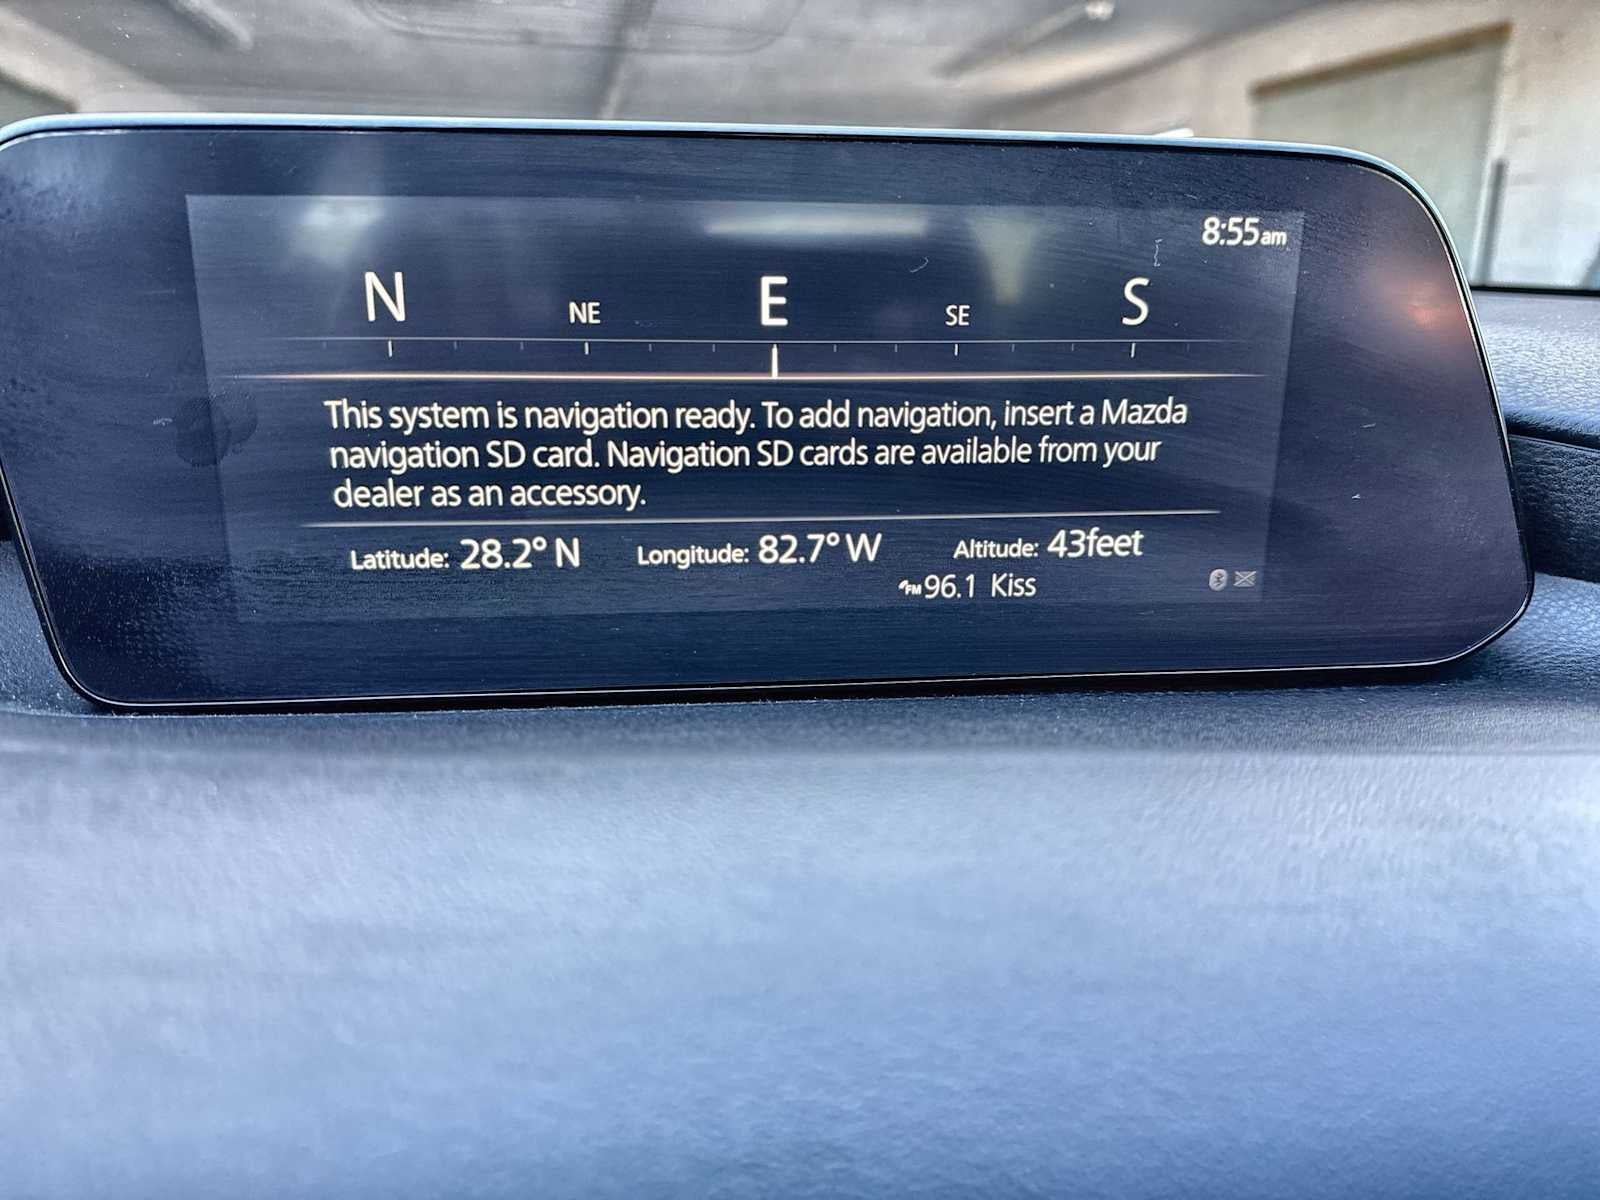 8:55am
N NE E SE S
This system is navigation ready. To add navigation, insert a Mazda
navigation SD card. Navigation SD cards are available from your
dealer as an accessory.
Latitude: 28.2° N Longitude: 82.7° W Altitude: 43feet
FM 96.1 Kiss